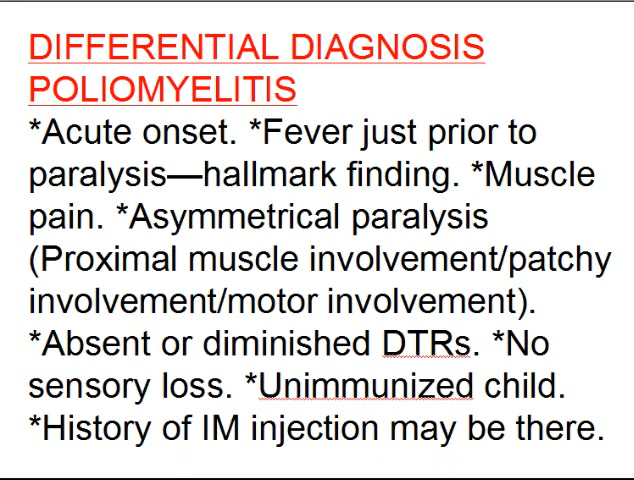 DIFFERENTIAL DIAGNOSIS
POLIOMYELITIS
*Acute onset. *Fever just prior to
paralysis—hallmark finding. *Muscle
pain. *Asymmetrical paralysis
(Proximal muscle involvement/patchy
involvement/motor involvement).
*Absent or diminished DTRs. *No
sensory loss. *Unimmunized child.
*History of IM injection may be there.